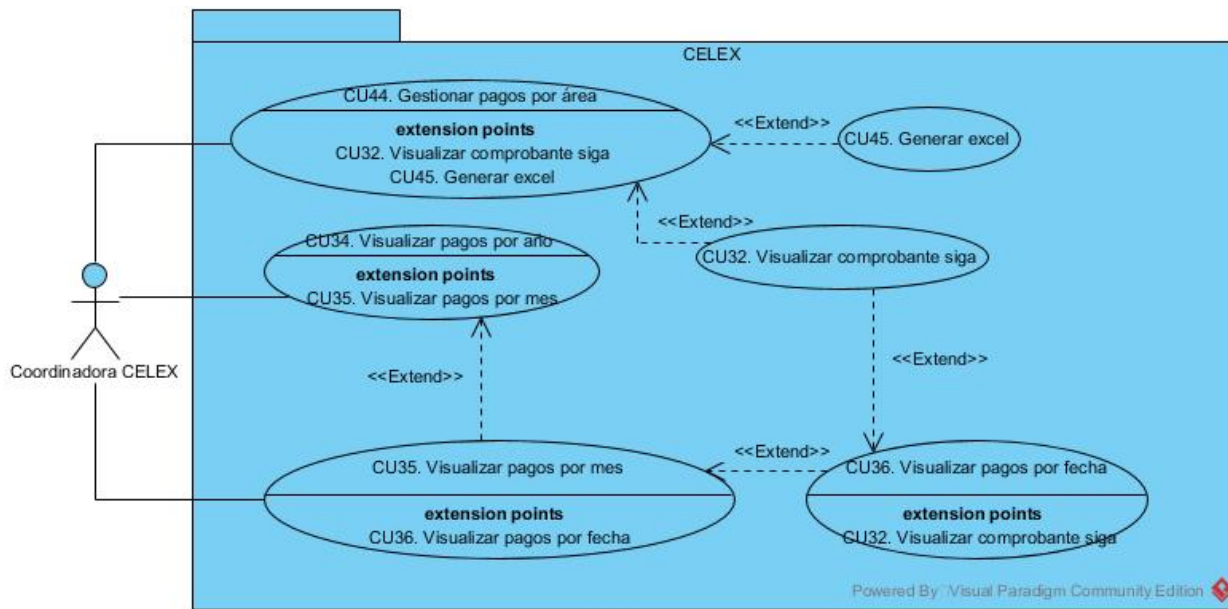 CELEX
CU44. Gestionar pagos por área
extension points
CU32. Visualizar comprobante siga
CU45. Generar excel
<<Extend>>
CU45. Generar excel
<<Extend>>
CU32. Visualizar comprobante siga
CU34. Visualizar pagos por año
extension points
CU35. Visualizar pagos por mes
Coordinadora CELEX
<<Extend>>
<<Extend>>
CU35. Visualizar pagos por mes
extension points
CU36. Visualizar pagos por fecha
<<Extend>>
CU36. Visualizar pagos por fecha
extension points
CU32. Visualizar comprobante siga
Powered By Visual Paradigm Community Edition